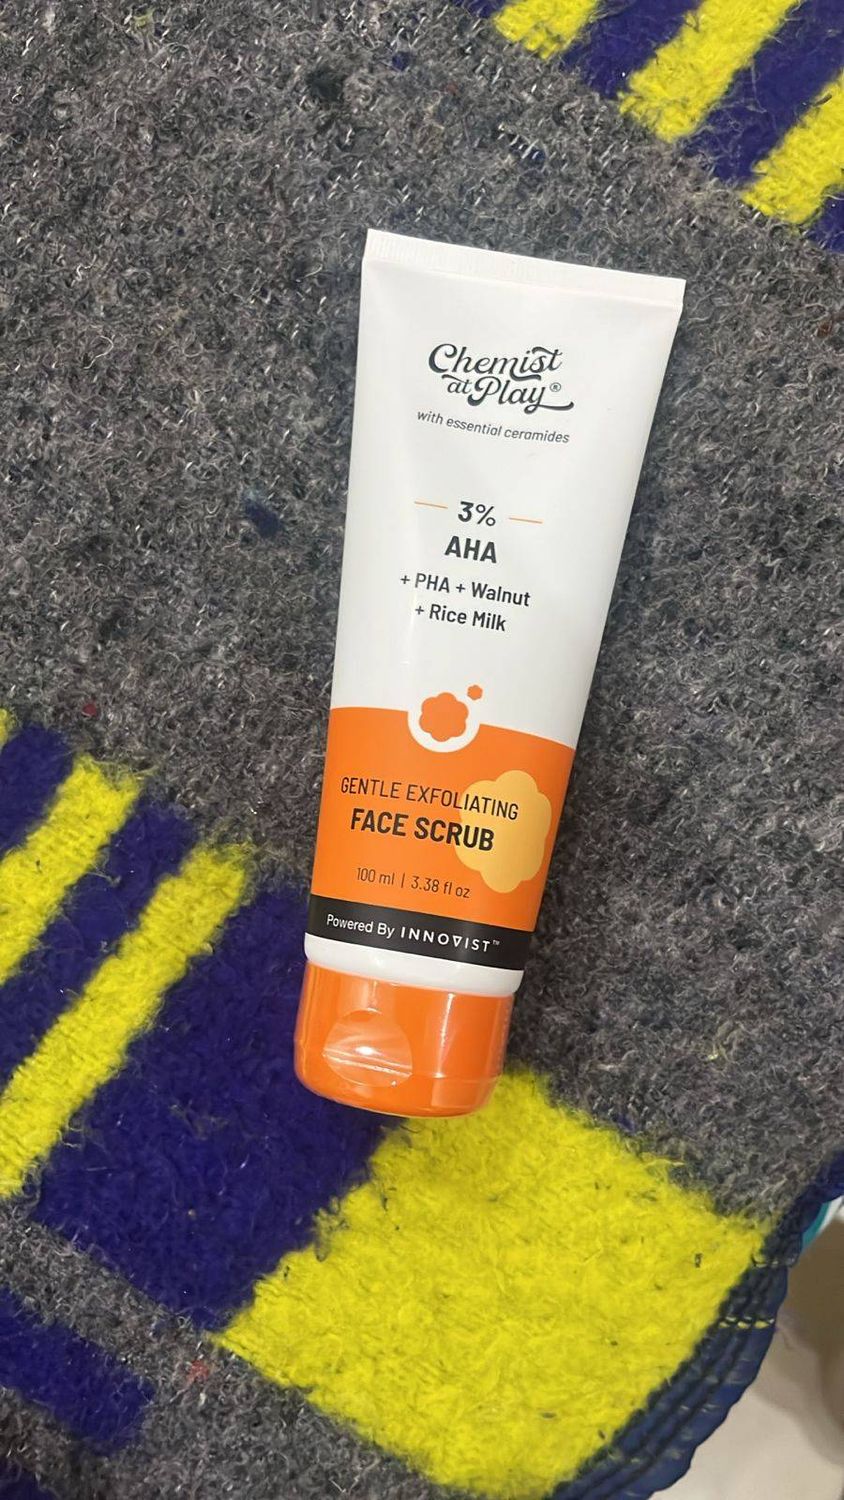 Chemist
at Play®
with essential ceramides
3%
AHA
+ PHA + Walnut
+ Rice Milk
GENTLE EXFOLIATING
FACE SCRUB
100 ml | 3.38 fl oz
Powered By INNOVIST™